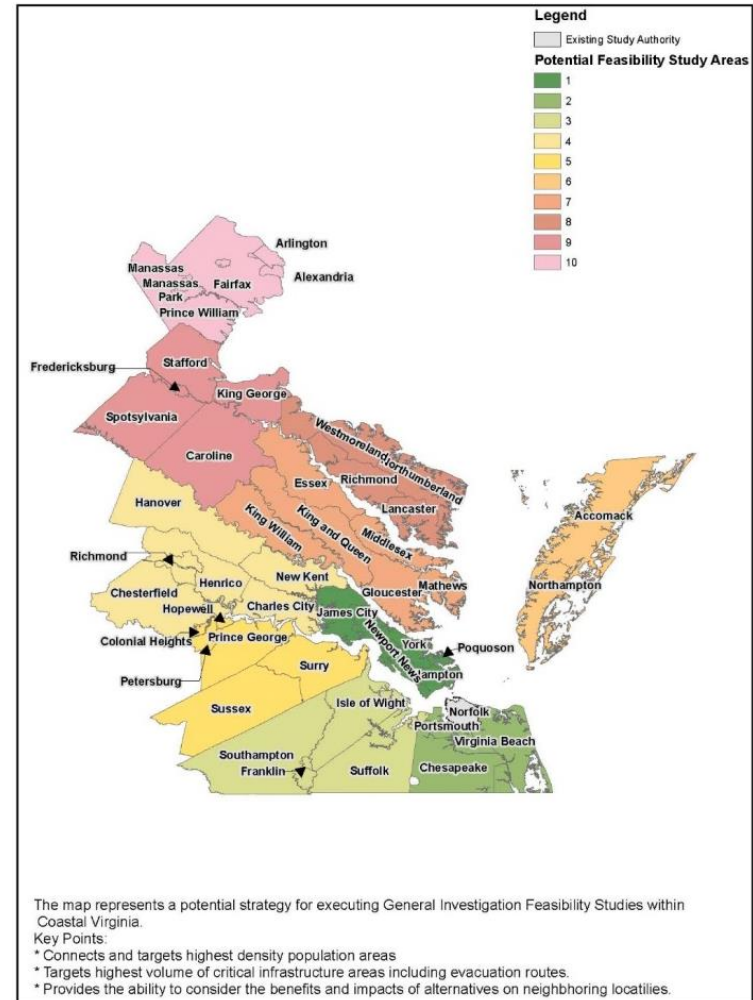 Legend
Existing Study Authority
Potential Feasibility Study Areas
1
2
3
4
5
6
7
8
9
10
Arlington
Alexandria
Manassas
Manassas
Park
Fairfax
Prince William
Fredericksburg
Stafford
King George
Spotsylvania
Caroline
Westmoreland
Northumberland
Richmond
Lancaster
Essex
Hanover
King and Queen
King William
Middlesex
Accomack
Northampton
Richmond
Henrico
New Kent
Gloucester
Mathews
Chesterfield
Hopewell
Charles City
James City
Colonial Heights
Prince George
York
Poquoson
Newport News
Petersburg
Surry
Sussex
Isle of Wight
Norfolk
Portsmouth
Virginia Beach
Southampton
Franklin
Suffolk
Chesapeake
The map represents a potential strategy for executing General Investigation Feasibility Studies within
Coastal Virginia.
Key Points:
* Connects and targets highest density population areas
* Targets highest volume of critical infrastructure areas including evacuation routes.
* Provides the ability to consider the benefits and impacts of alternatives on neighbhoring locatilies.